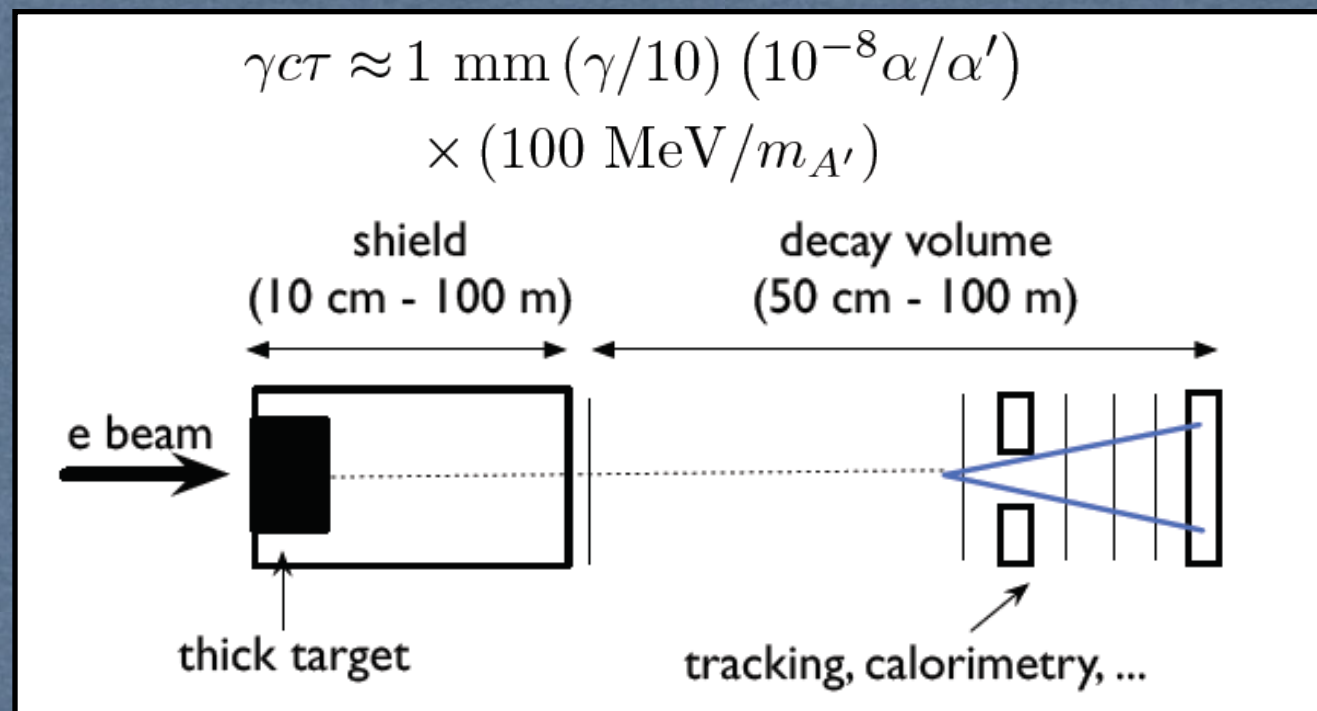 γcτ ≈ 1 mm (γ/10) (10⁻⁸α/α′)
× (100 MeV/m_{A′})
shield
(10 cm - 100 m)
decay volume
(50 cm - 100 m)
e beam
thick target
tracking, calorimetry, ...